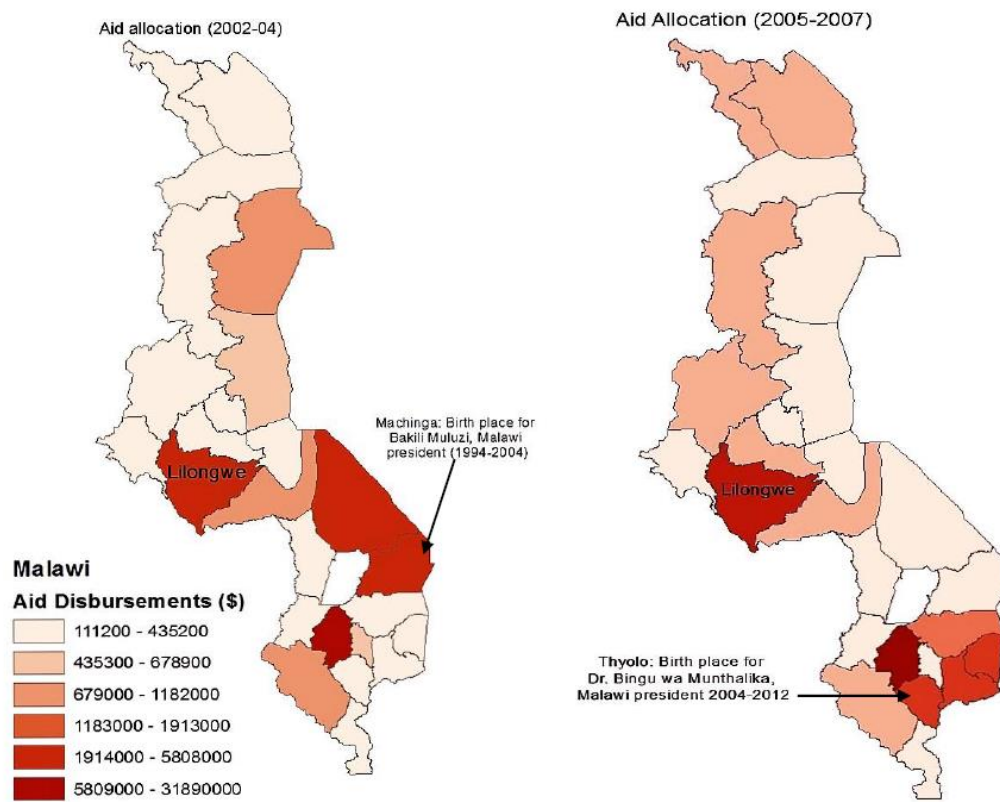 Aid allocation (2002-04)
Aid Allocation (2005-2007)
Machinga: Birth place for
Bakili Muluzi, Malawi
president (1994-2004)
Lilongwe
Lilongwe
Malawi
Aid Disbursements ($)
111200 - 435200
435300 - 678900
679000 - 1182000
1183000 - 1913000
1914000 - 5808000
5809000 - 31890000
Thyolo: Birth place for
Dr. Bingu wa Munthalika,
Malawi president 2004-2012